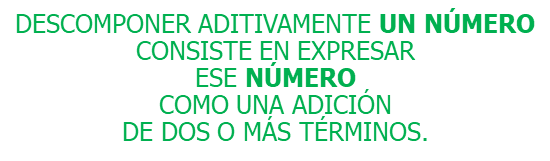 DESCOMPONER ADITIVAMENTE UN NÚMERO
CONSISTE EN EXPRESAR
ESE NÚMERO
COMO UNA ADICIÓN
DE DOS O MÁS TÉRMINOS.